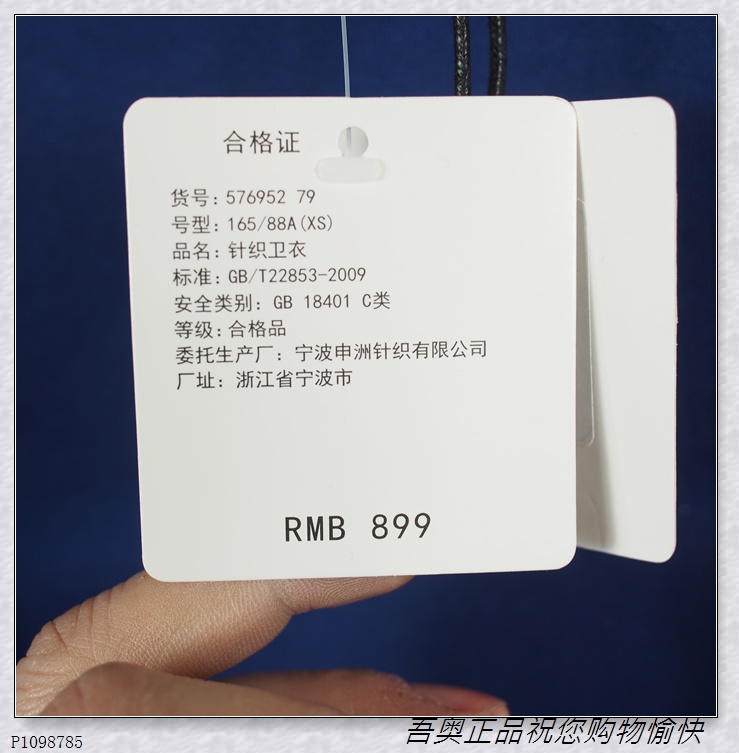 合格证
货号：576952 79
号型：165/88A(XS)
品名：针织卫衣
标准：GB/T22853-2009
安全类别：GB 18401 C类
等级：合格品
委托生产厂：宁波申洲针织有限公司
厂址：浙江省宁波市
RMB 899
吾奥正品祝您购物愉快
P1098785